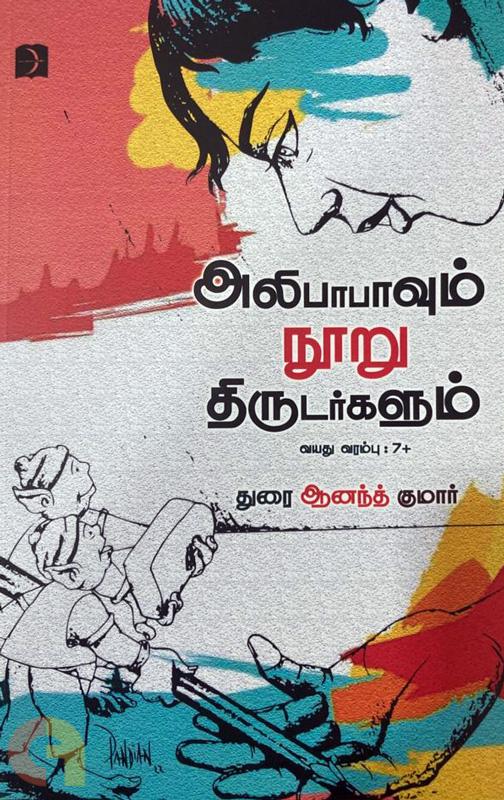 அலிபாபாவும்
நூறு
திருடர்களும்
வயது வரம்பு : 7+
துரை ஆனந்த் குமார்
PANDIAN